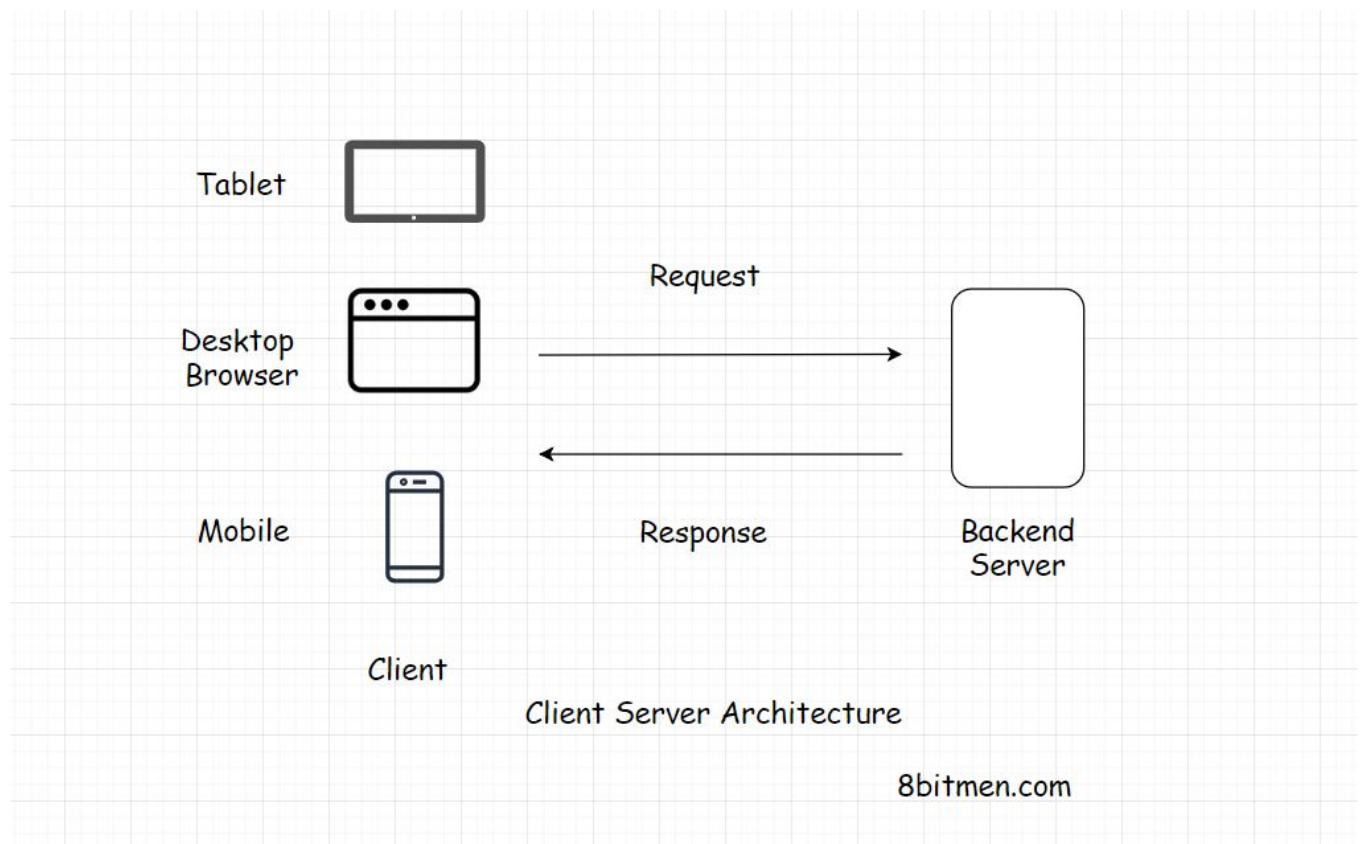 Tablet
Request
Desktop
Browser
Mobile
Response
Backend
Server
Client
Client Server Architecture
8bitmen.com